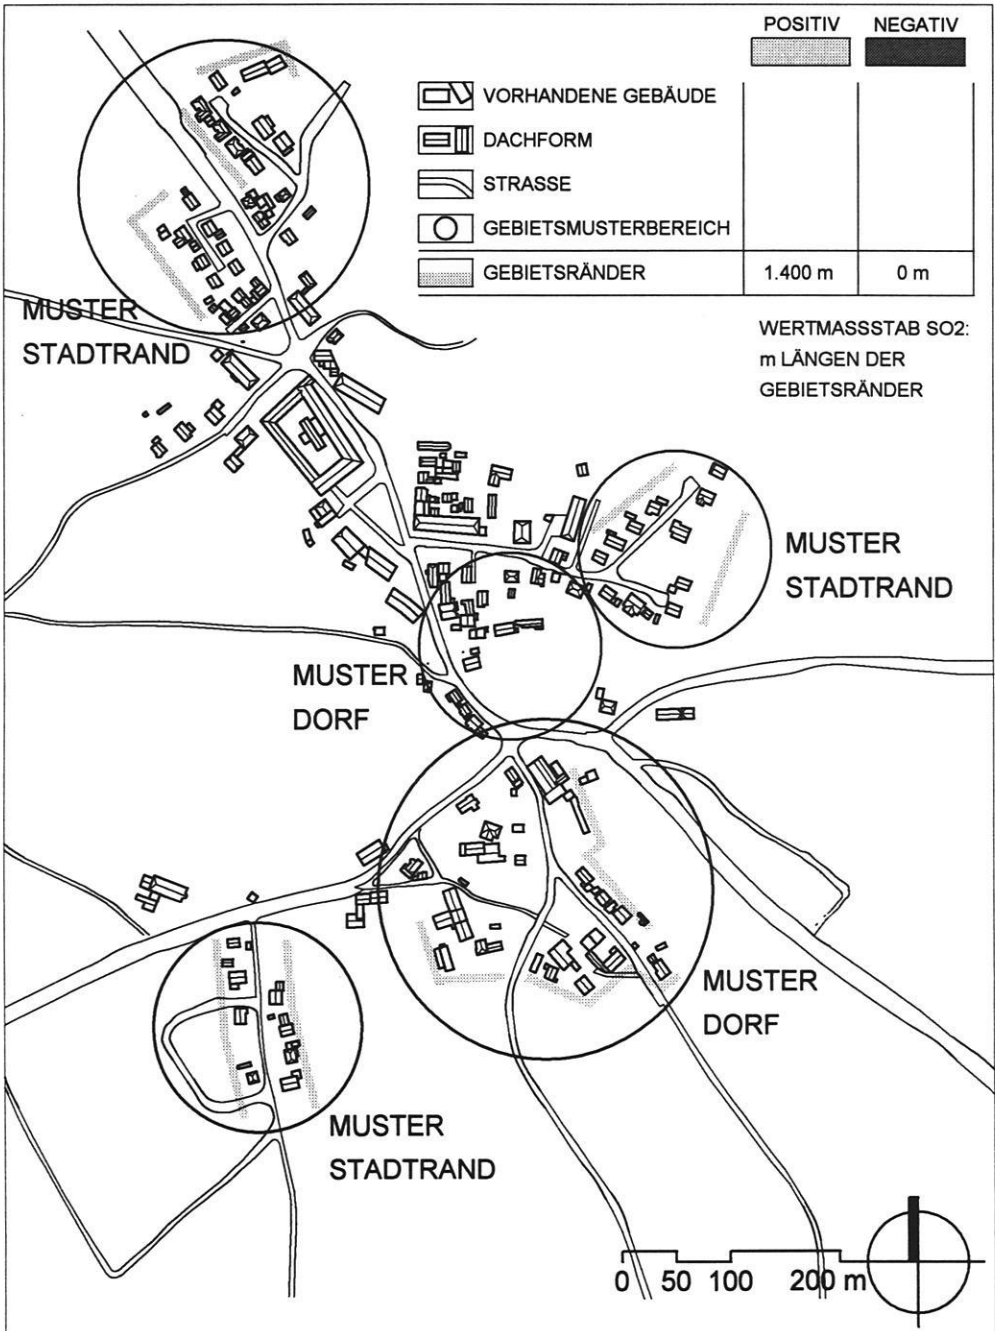 POSITIV NEGATIV
VORHANDENE GEBÄUDE
DACHFORM
STRASSE
GEBIETSMUSTERBEREICH
GEBIETSRÄNDER 1.400 m 0 m
WERTMASSSTAB SO2:
m LÄNGEN DER
GEBIETSRÄNDER
MUSTER
STADTRAND
MUSTER
STADTRAND
MUSTER
DORF
MUSTER
DORF
MUSTER
STADTRAND
0 50 100 200 m